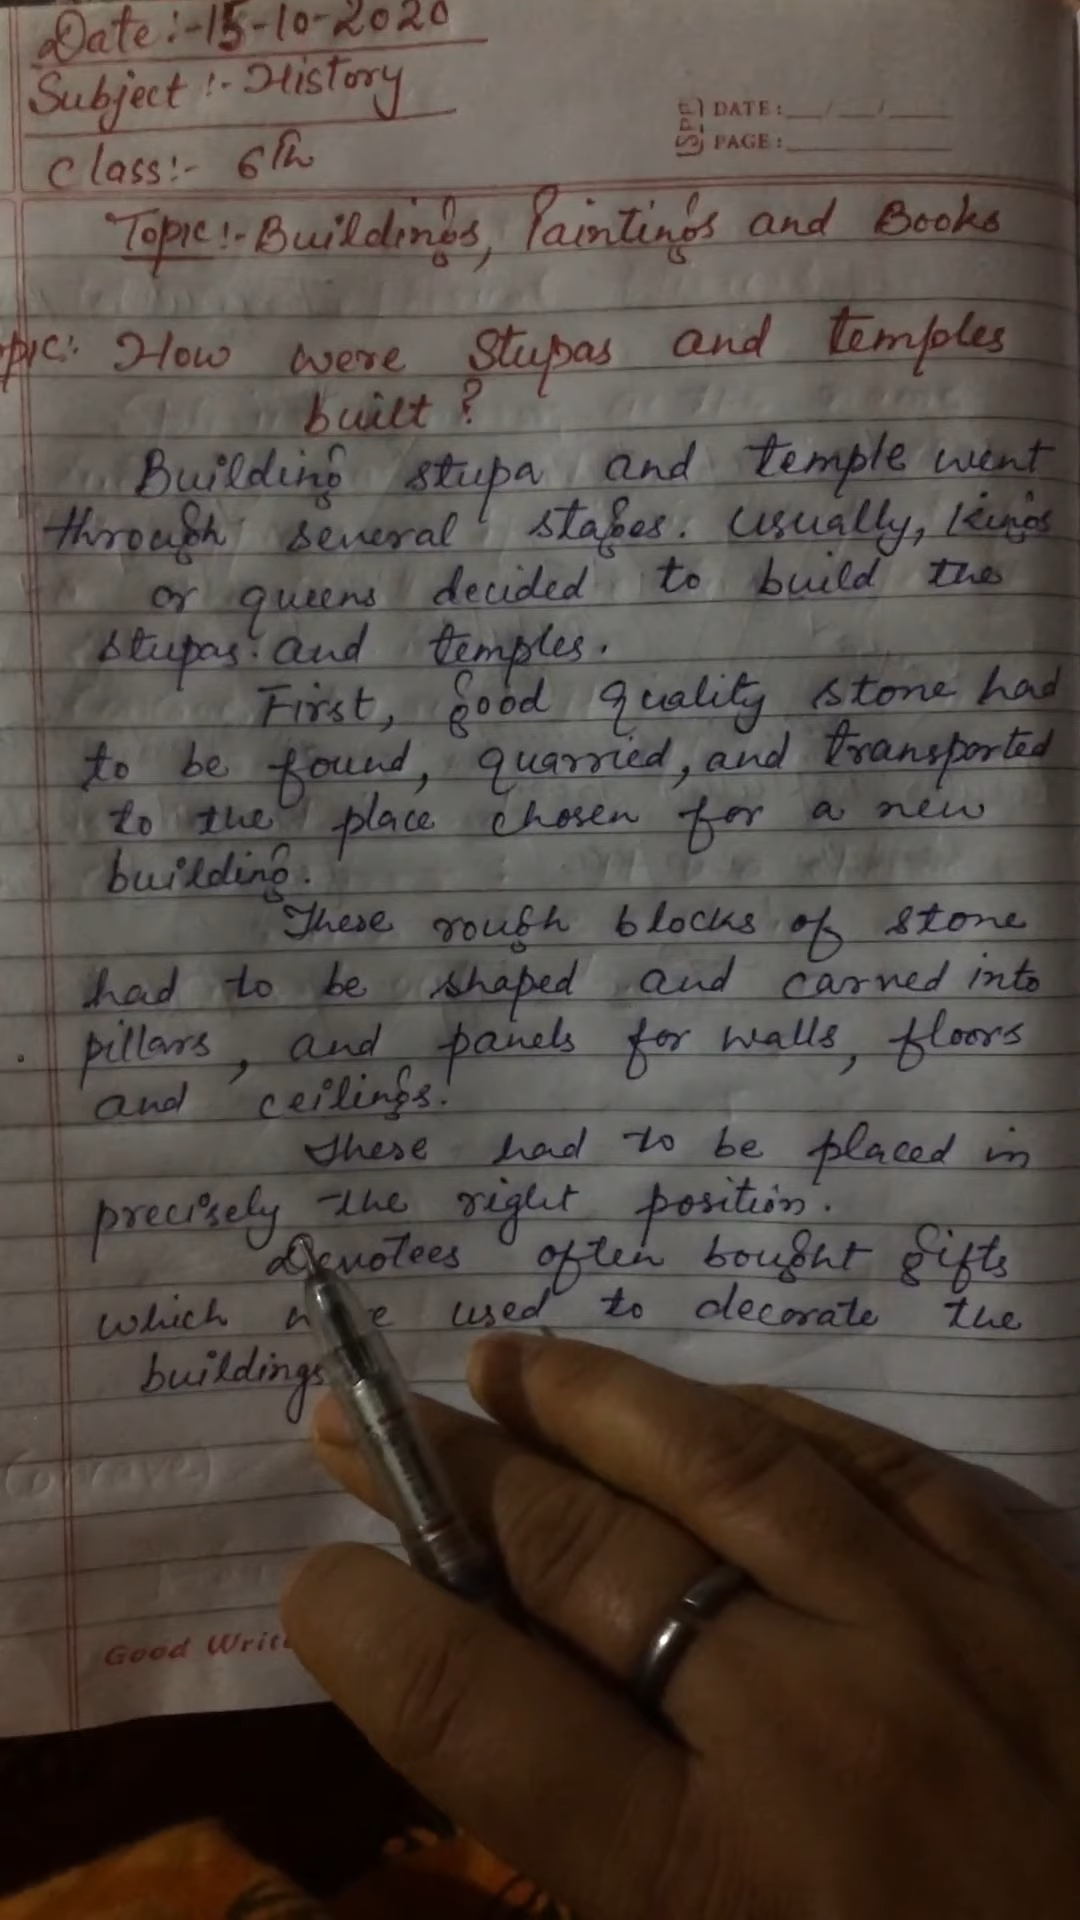 Date:-15-10-2020
Subject:- History
Class:- 6th
SPE DATE: __/__/__
PAGE:
Topic:- Buildings, Paintings and Books
pic: How were Stupas and temples
built?
Building stupa and temple went
through several stages. Usually, kings
or queens decided to build the
stupas and temples.
First, good quality stone had
to be found, quarried, and transported
to the place chosen for a new
building.
These rough blocks of stone
had to be shaped and carved into
pillars, and panels for walls, floors
and ceilings.
These had to be placed in
precisely the right position.
Devotees often bought gifts
which used to decorate the
buildings
Good